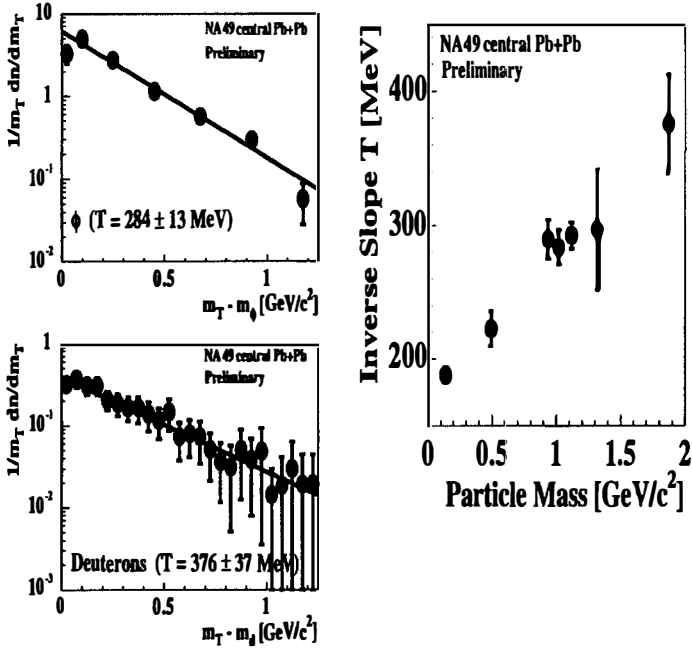 1/m_T dn/dm_T
10
1
10^-1
10^-2
NA49 central Pb+Pb
Preliminary
ϕ (T = 284 ± 13 MeV)
0 0.5 1
m_T - m_ϕ [GeV/c^2]
1/m_T dn/dm_T
1
10^-1
10^-2
10^-3
NA49 central Pb+Pb
Preliminary
Deuterons (T = 376 ± 37 MeV)
0 0.5 1
m_T - m_d [GeV/c^2]
Inverse Slope T [MeV]
400
300
200
NA49 central Pb+Pb
Preliminary
0 0.5 1 1.5 2
Particle Mass [GeV/c^2]